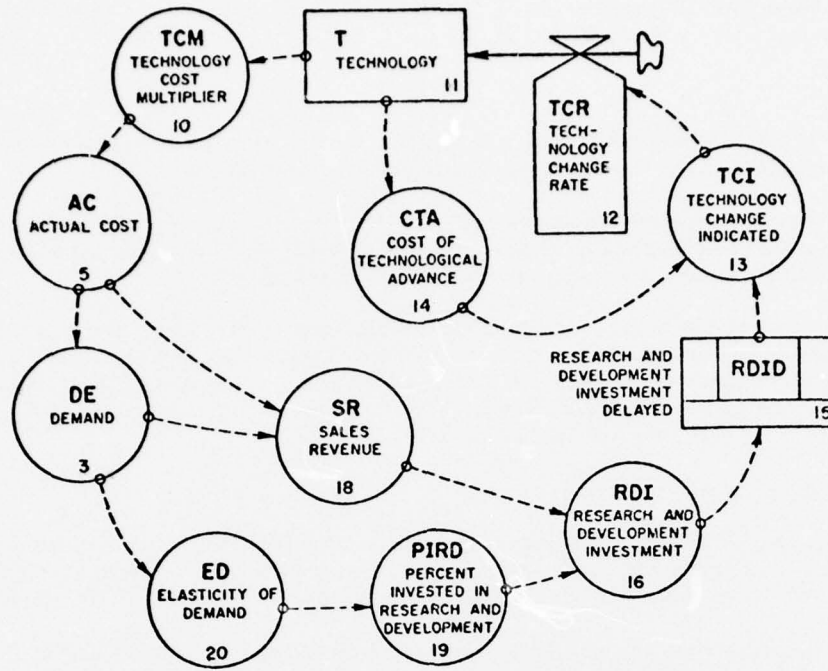 TCM
TECHNOLOGY
COST
MULTIPLIER
10
T
TECHNOLOGY
11
TCR
TECH-
NOLOGY
CHANGE
RATE
12
TCI
TECHNOLOGY
CHANGE
INDICATED
13
AC
ACTUAL COST
5
CTA
COST OF
TECHNOLOGICAL
ADVANCE
14
RESEARCH AND
DEVELOPMENT
INVESTMENT
DELAYED
RDID
15
DE
DEMAND
3
SR
SALES
REVENUE
18
RDI
RESEARCH AND
DEVELOPMENT
INVESTMENT
16
ED
ELASTICITY OF
DEMAND
20
PIRD
PERCENT
INVESTED IN
RESEARCH AND
DEVELOPMENT
19